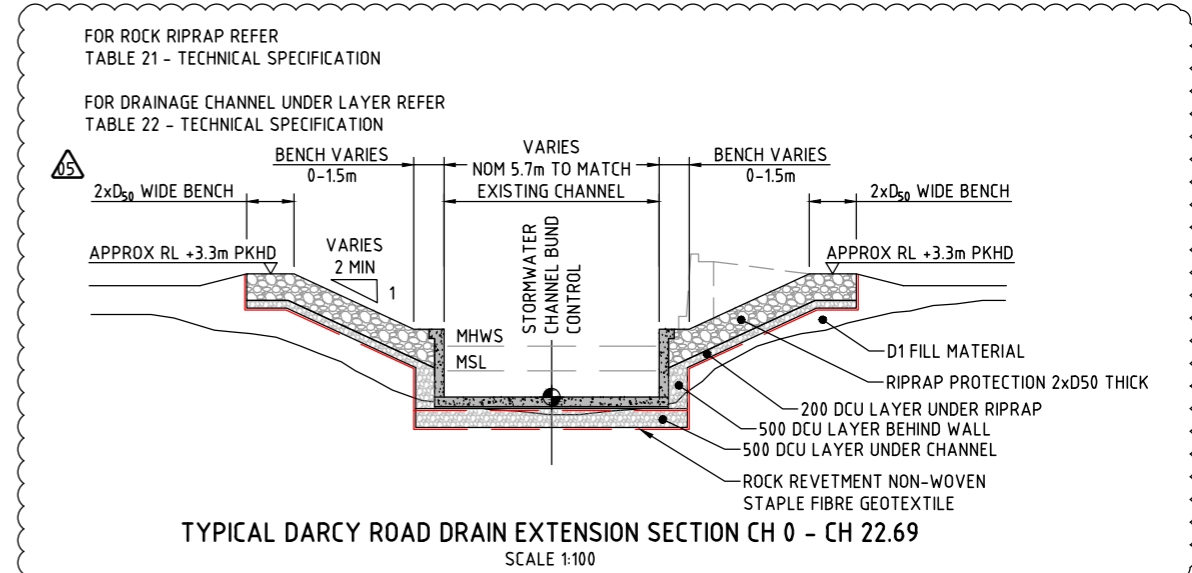 FOR ROCK RIPRAP REFER
TABLE 21 - TECHNICAL SPECIFICATION
FOR DRAINAGE CHANNEL UNDER LAYER REFER
TABLE 22 - TECHNICAL SPECIFICATION
05
BENCH VARIES
0-1.5m
VARIES
NOM 5.7m TO MATCH
EXISTING CHANNEL
BENCH VARIES
0-1.5m
2xD50 WIDE BENCH
2xD50 WIDE BENCH
APPROX RL +3.3m PKHD
VARIES
2 MIN
1
STORMWATER
CHANNEL BUND
CONTROL
APPROX RL +3.3m PKHD
MHWS
MSL
D1 FILL MATERIAL
RIPRAP PROTECTION 2xD50 THICK
200 DCU LAYER UNDER RIPRAP
500 DCU LAYER BEHIND WALL
500 DCU LAYER UNDER CHANNEL
ROCK REVETMENT NON-WOVEN
STAPLE FIBRE GEOTEXTILE
TYPICAL DARCY ROAD DRAIN EXTENSION SECTION CH 0 - CH 22.69
SCALE 1:100